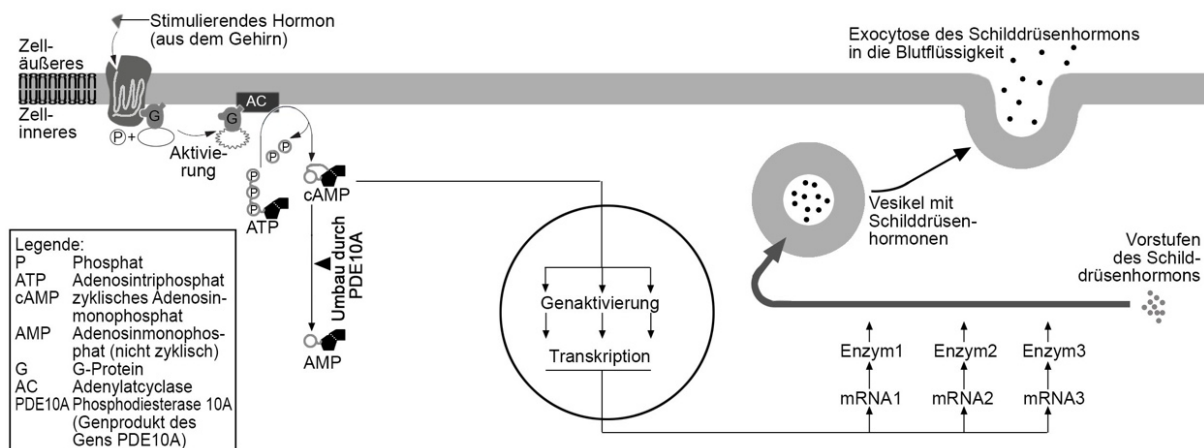 Stimulierendes Hormon
(aus dem Gehirn)
Zell-
äußeres
Zell-
inneres
G
P +
Aktivie-
rung
G
AC
P
P
P
P
P
ATP
cAMP
Umbau durch
PDE10A
AMP
Genaktivierung
Transkription
Exocytose des Schilddrüsenhormons
in die Blutflüssigkeit
Vesikel mit
Schilddrüsen-
hormonen
Vorstufen
des Schild-
drüsenhormons
Enzym1 Enzym2 Enzym3
mRNA1 mRNA2 mRNA3
Legende:
P Phosphat
ATP Adenosintriphosphat
cAMP zyklisches Adenosin-
monophosphat
AMP Adenosinmonophos-
phat (nicht zyklisch)
G G-Protein
AC Adenylatcyclase
PDE10A Phosphodiesterase 10A
(Genprodukt des
Gens PDE10A)